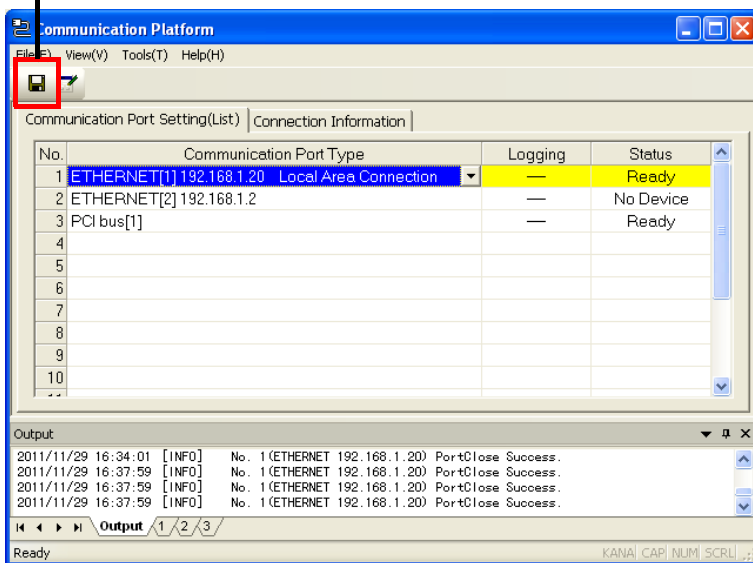 Communication Platform
File(F) View(V) Tools(T) Help(H)
Communication Port Setting(List) Connection Information
No. Communication Port Type Logging Status
1 ETHERNET[1] 192.168.1.20 Local Area Connection — Ready
2 ETHERNET[2] 192.168.1.2 — No Device
3 PCI bus[1] — Ready
4
5
6
7
8
9
10
Output
2011/11/29 16:34:01 [INFO] No. 1(ETHERNET 192.168.1.20) PortClose Success.
2011/11/29 16:37:59 [INFO] No. 1(ETHERNET 192.168.1.20) PortClose Success.
2011/11/29 16:37:59 [INFO] No. 1(ETHERNET 192.168.1.20) PortClose Success.
2011/11/29 16:37:59 [INFO] No. 1(ETHERNET 192.168.1.20) PortClose Success.
Output 1 2 3
Ready KANA CAP NUM SCRL